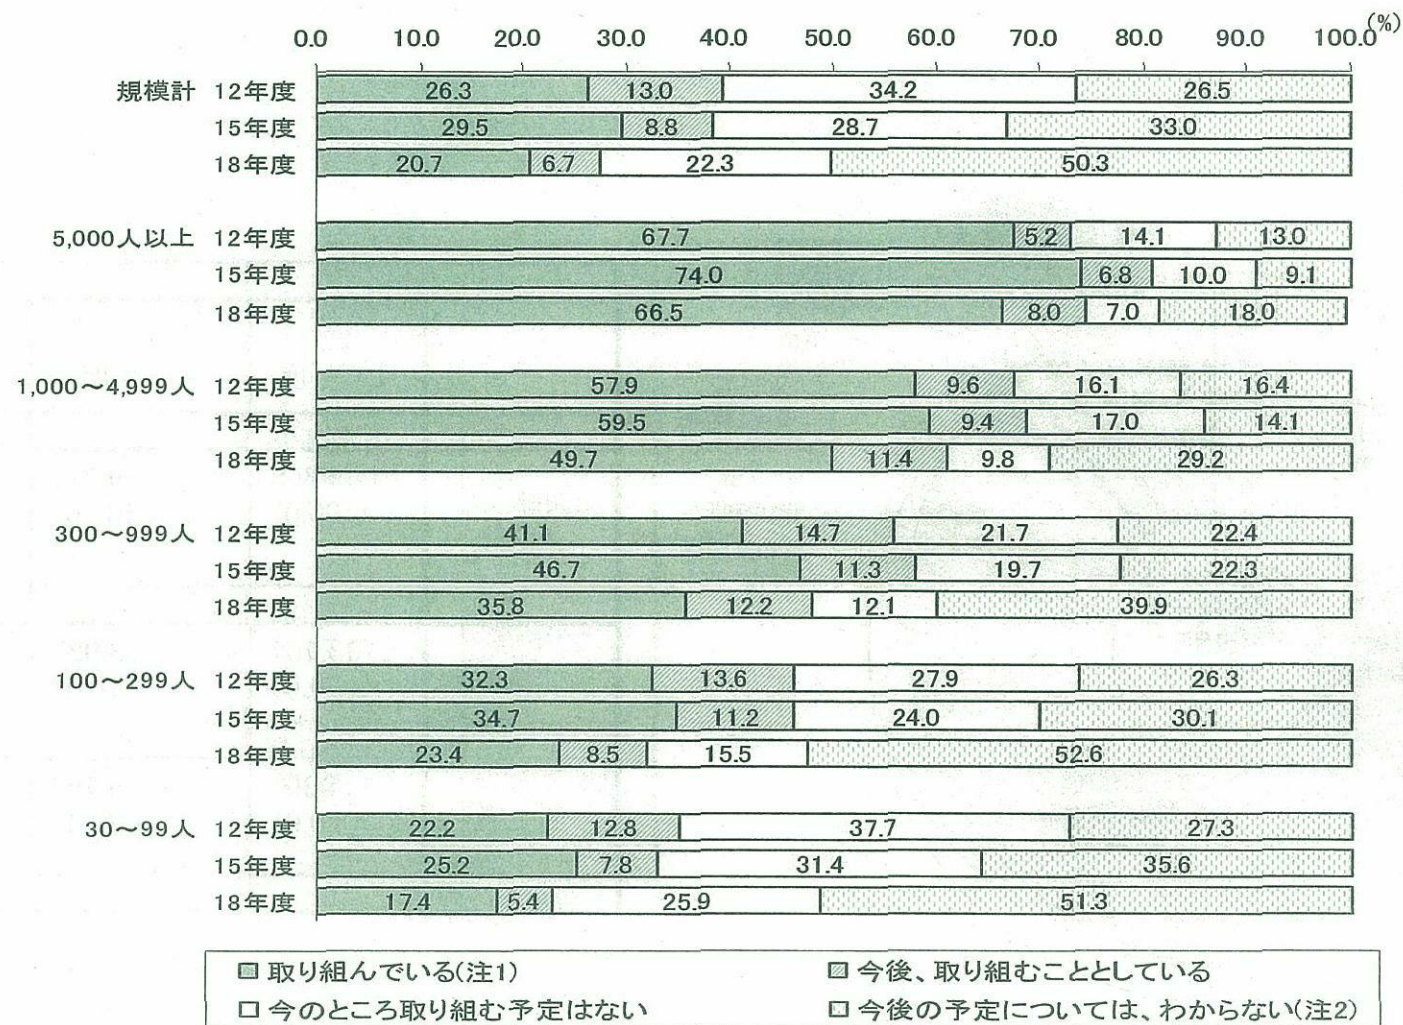 (%)
0.0 10.0 20.0 30.0 40.0 50.0 60.0 70.0 80.0 90.0 100.0
規模計 12年度 26.3 13.0 34.2 26.5
15年度 29.5 8.8 28.7 33.0
18年度 20.7 6.7 22.3 50.3
5,000人以上 12年度 67.7 5.2 14.1 13.0
15年度 74.0 6.8 10.0 9.1
18年度 66.5 8.0 7.0 18.0
1,000～4,999人 12年度 57.9 9.6 16.1 16.4
15年度 59.5 9.4 17.0 14.1
18年度 49.7 11.4 9.8 29.2
300～999人 12年度 41.1 14.7 21.7 22.4
15年度 46.7 11.3 19.7 22.3
18年度 35.8 12.2 12.1 39.9
100～299人 12年度 32.3 13.6 27.9 26.3
15年度 34.7 11.2 24.0 30.1
18年度 23.4 8.5 15.5 52.6
30～99人 12年度 22.2 12.8 37.7 27.3
15年度 25.2 7.8 31.4 35.6
18年度 17.4 5.4 25.9 51.3
取り組んでいる(注1) 今後、取り組むこととしている
今のところ取り組む予定はない 今後の予定については、わからない(注2)